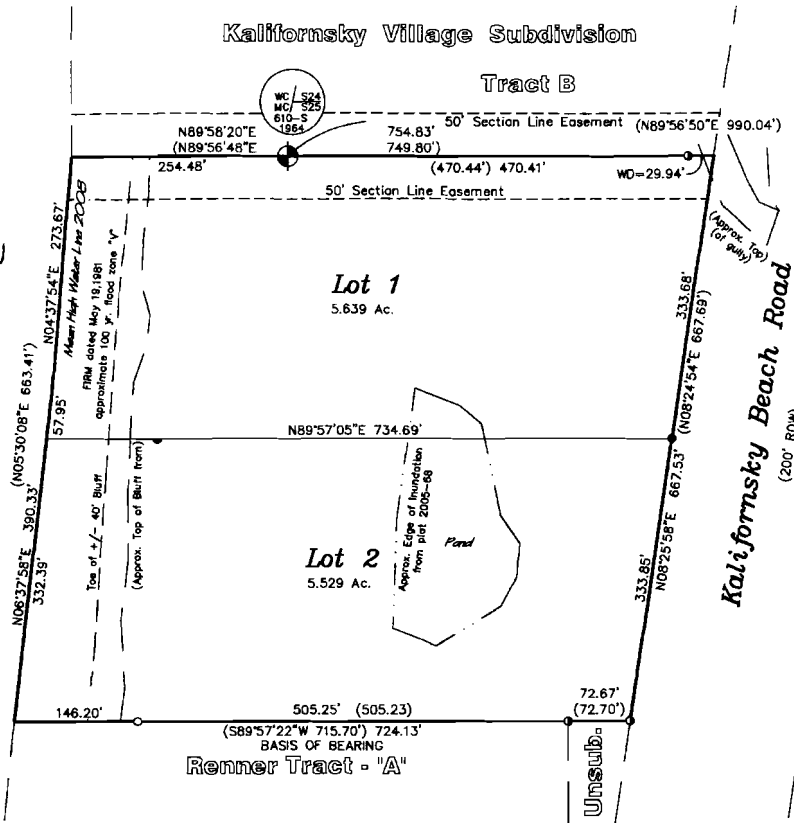 Kalifornsky Village Subdivision
Tract B
WC S24
MC S25
610-S
1964
50' Section Line Easement
(N89°56'50"E 990.04')
N89°58'20"E 754.83'
(N89°56'48"E 749.80')
254.48'
(470.44') 470.41'
WD=29.94'
50' Section Line Easement
(Approx. Top)
(of gully)
N04°37'54"E 273.67'
Mean High Water Line 2008
FIRM dated May 19,1981
approximate 100 yr. flood zone "V"
Lot 1
5.639 Ac.
333.68'
(N08°24'54"E 667.69')
Kalifornsky Beach Road
(200' ROW)
(N05°30'08"E 663.41')
57.95'
N89°57'05"E 734.69'
N06°37'58"E 390.33'
332.39'
Toe of +/- 40' Bluff
(Approx. Top of Bluff from)
Approx. Edge of Inundation
from plat 2005-68
Pond
Lot 2
5.529 Ac.
333.85'
N08°25'58"E 667.53'
146.20'
505.25' (505.23)
72.67'
(72.70')
(S89°57'22"W 715.70') 724.13'
BASIS OF BEARING
Renner Tract - "A"
Unsub.